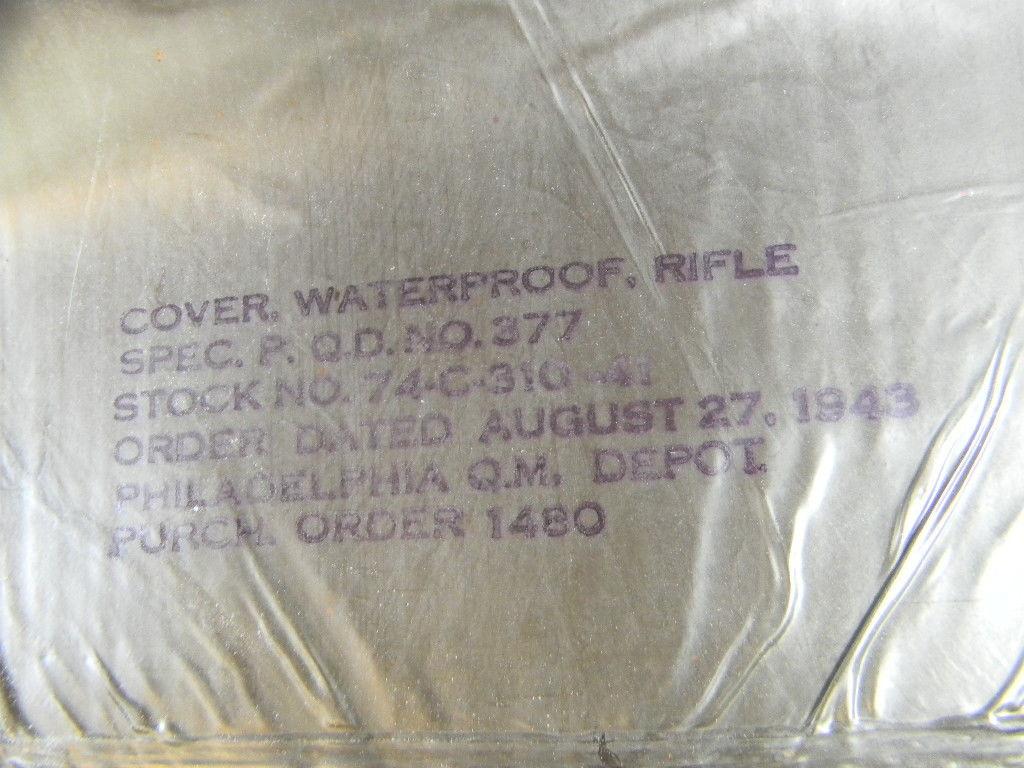 COVER, WATERPROOF, RIFLE
SPEC. P. Q.D. NO. 377
STOCK NO. 74-C-310-41
ORDER DATED AUGUST 27, 1943
PHILADELPHIA Q.M. DEPOT.
PURCH. ORDER 1480